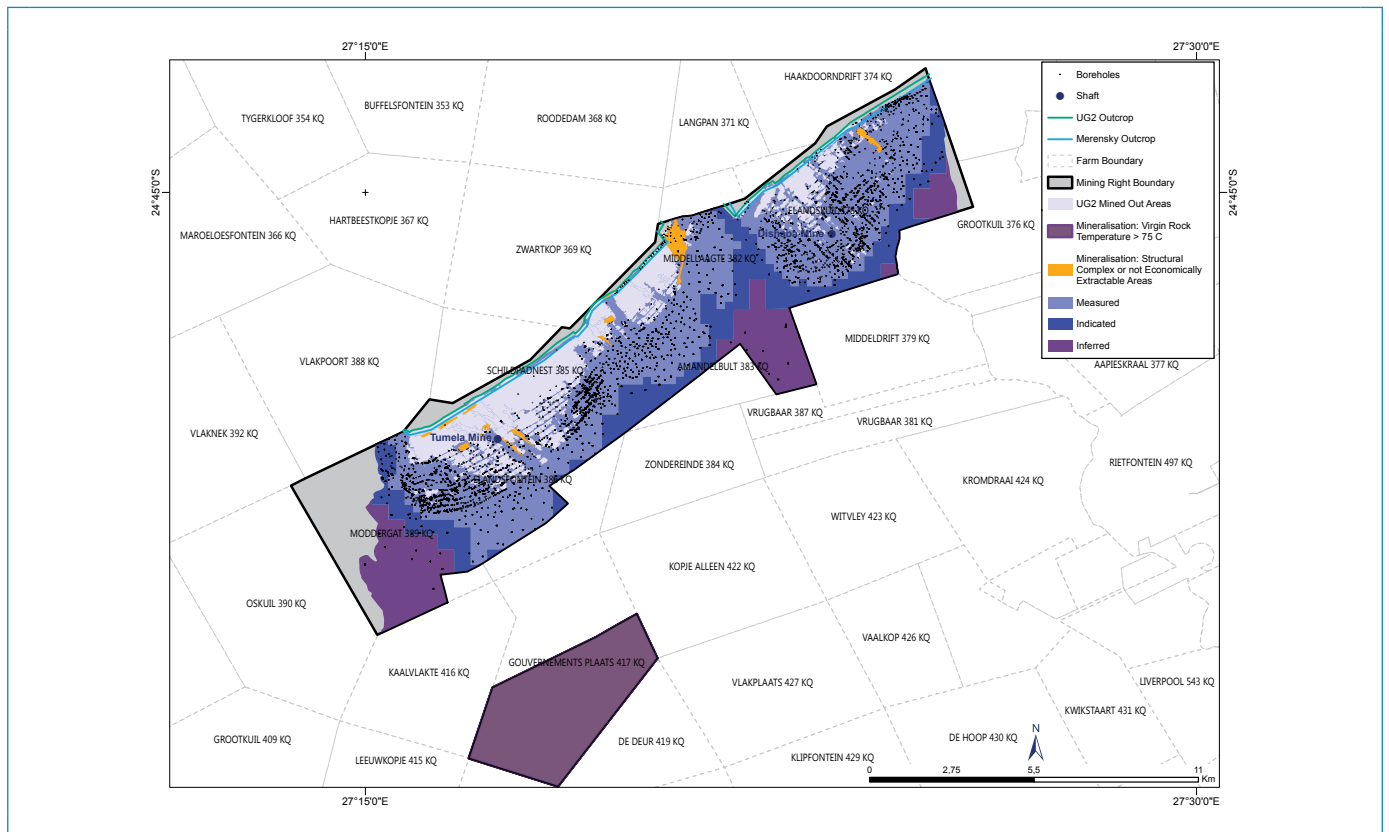 27°15'0"E
27°30'0"E
HAAKDOORNDRIFT 374 KQ
BUFFELSFONTEIN 353 KQ
TYGERKLOOF 354 KQ
ROODEDAM 368 KQ
LANGPAN 371 KQ
24°45'0"S
24°45'0"S
HARTBEESTKOPJE 367 KQ
MAROELOESFONTEIN 366 KQ
ZWARTKOP 369 KQ
GROOTKUIL 376 KQ
Dishaba Mine
MIDDELLAAGTE 382 KQ
VLAKPOORT 388 KQ
MIDDELDRIFT 379 KQ
SCHILDPADNEST 385 KQ
AMANDELBULT 383 KQ
AAPIESKRAAL 377 KQ
VRUGBAAR 387 KQ
VRUGBAAR 381 KQ
VLAKNEK 392 KQ
Tumela Mine
ZONDEREINDE 384 KQ
RIETFONTEIN 497 KQ
KROMDRAAI 424 KQ
WITVLEY 423 KQ
MODDERGAT 389 KQ
KOPJE ALLEEN 422 KQ
OSKUIL 390 KQ
VAALKOP 426 KQ
GOUVERNEMENTS PLAATS 417 KQ
KAALVLAKTE 416 KQ
VLAKPLAATS 427 KQ
LIVERPOOL 543 KQ
KWIKSTAART 431 KQ
GROOTKUIL 409 KQ
DE DEUR 419 KQ
DE HOOP 430 KQ
LEEUWKOPJE 415 KQ
KLIPFONTEIN 429 KQ
Boreholes
Shaft
UG2 Outcrop
Merensky Outcrop
Farm Boundary
Mining Right Boundary
UG2 Mined Out Areas
Mineralisation: Virgin Rock
Temperature > 75 C
Mineralisation: Structural
Complex or not Economically
Extractable Areas
Measured
Indicated
Inferred
N
0
2,75
5,5
11
Km
27°15'0"E
27°30'0"E